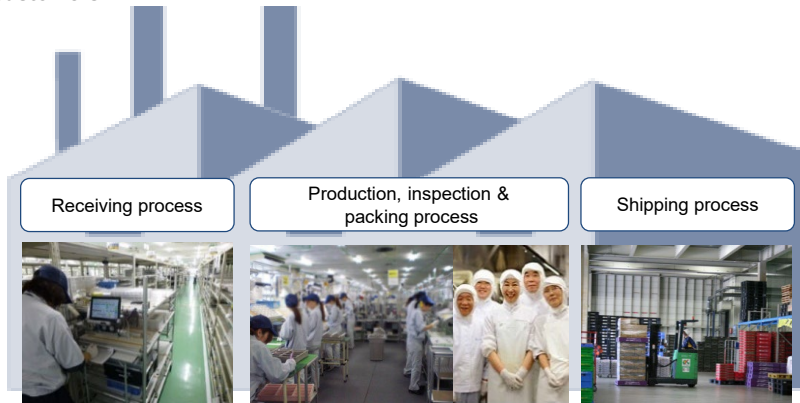 Receiving process
Production, inspection &
packing process
Shipping process